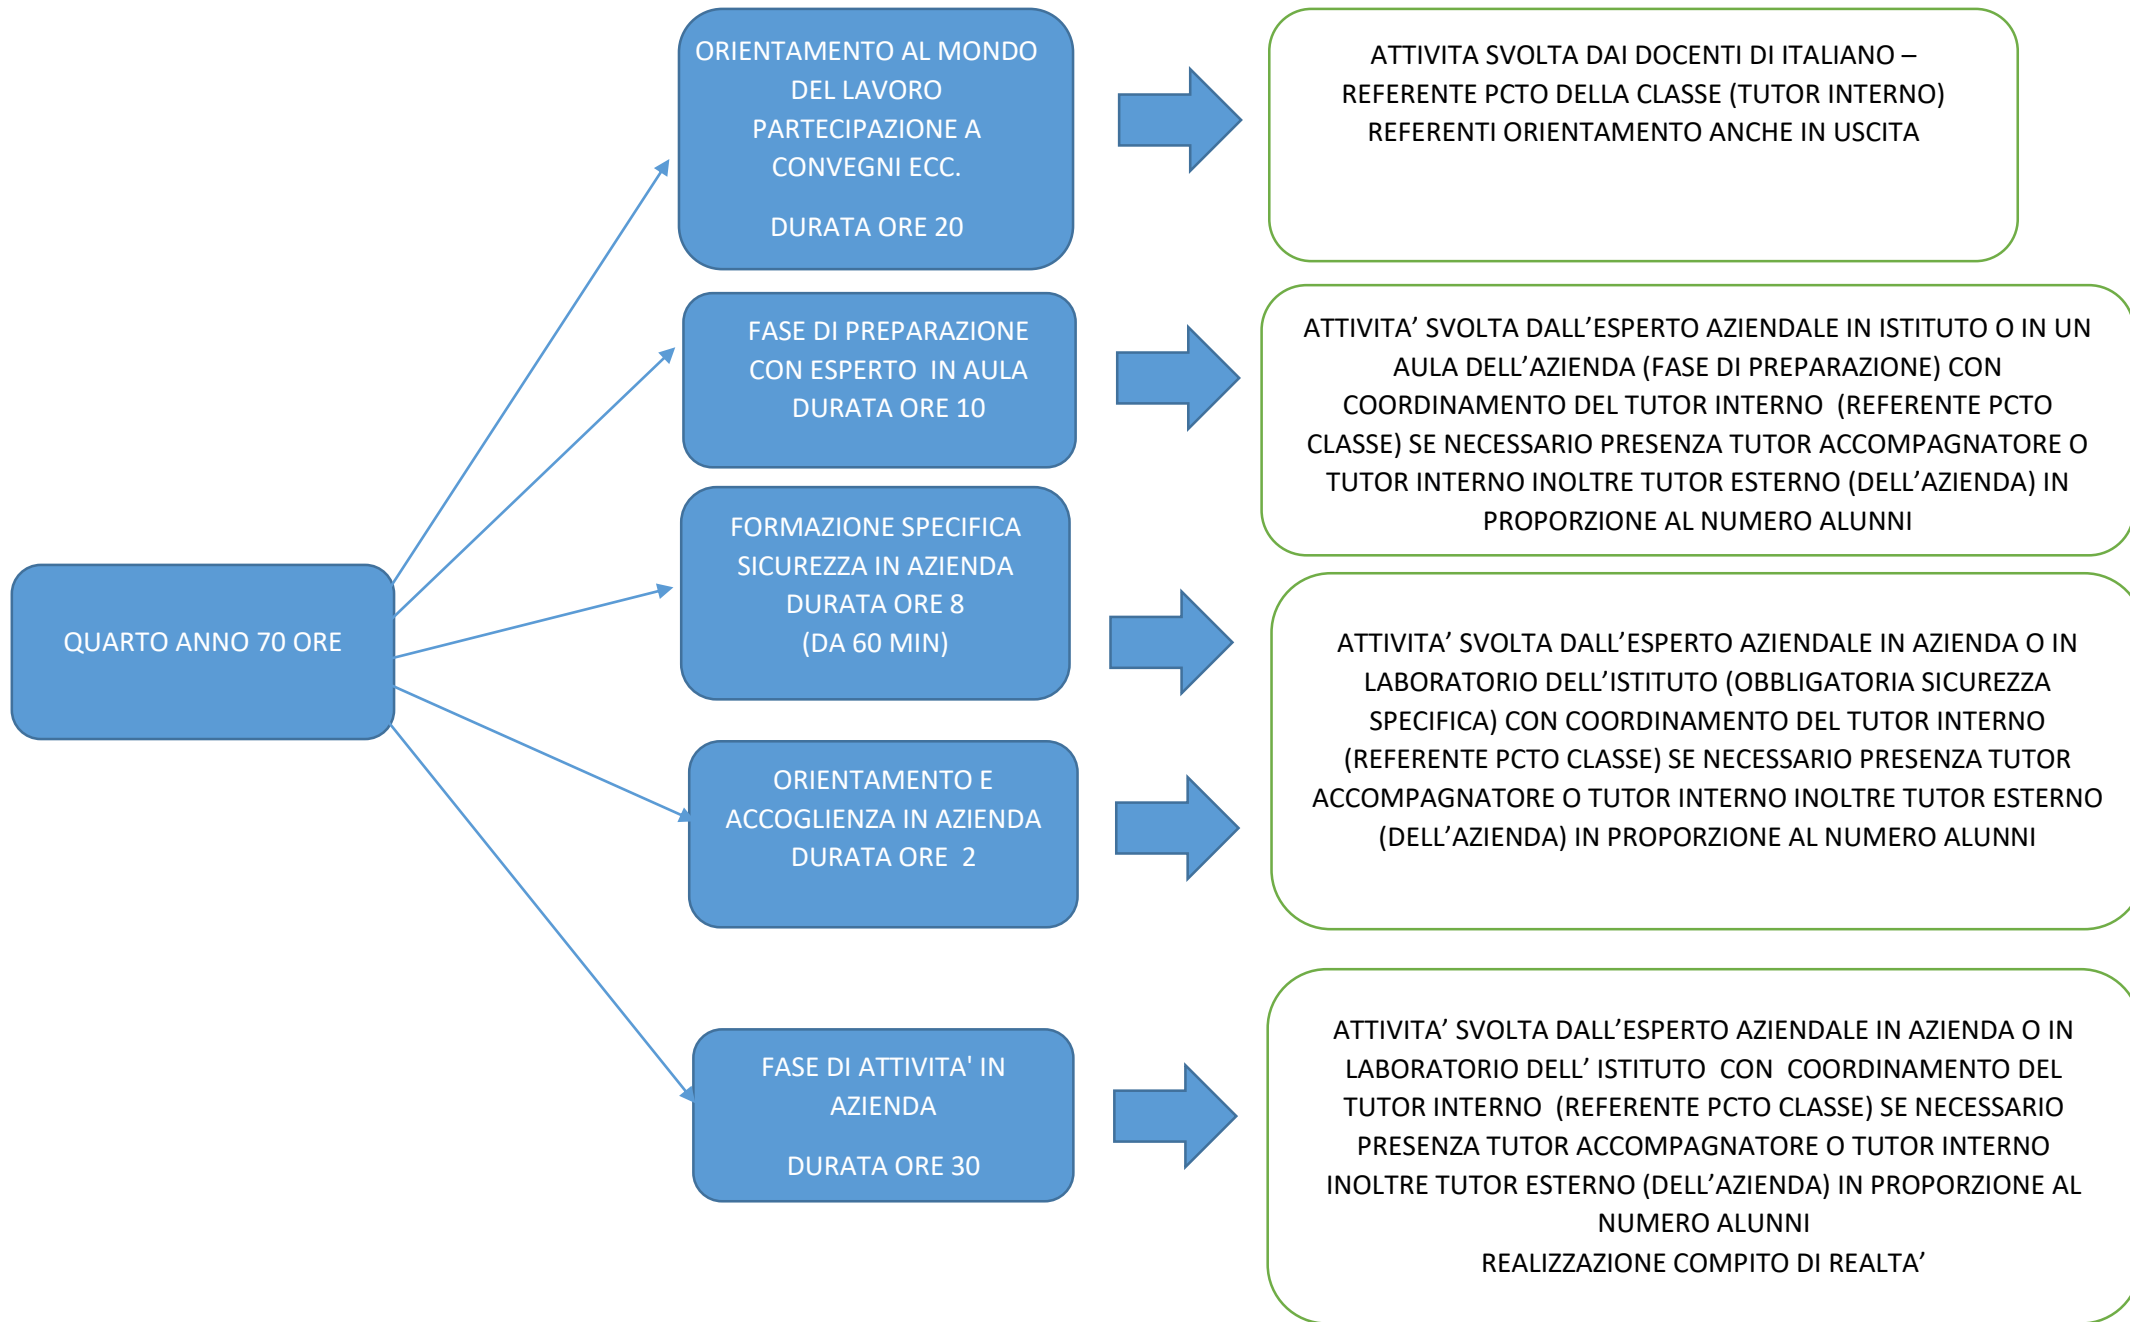 QUARTO ANNO 70 ORE
ORIENTAMENTO AL MONDO
DEL LAVORO
PARTECIPAZIONE A
CONVEGNI ECC.
DURATA ORE 20
ATTIVITA SVOLTA DAI DOCENTI DI ITALIANO –
REFERENTE PCTO DELLA CLASSE (TUTOR INTERNO)
REFERENTI ORIENTAMENTO ANCHE IN USCITA
FASE DI PREPARAZIONE
CON ESPERTO IN AULA
DURATA ORE 10
ATTIVITA’ SVOLTA DALL’ESPERTO AZIENDALE IN ISTITUTO O IN UN
AULA DELL’AZIENDA (FASE DI PREPARAZIONE) CON
COORDINAMENTO DEL TUTOR INTERNO (REFERENTE PCTO
CLASSE) SE NECESSARIO PRESENZA TUTOR ACCOMPAGNATORE O
TUTOR INTERNO INOLTRE TUTOR ESTERNO (DELL’AZIENDA) IN
PROPORZIONE AL NUMERO ALUNNI
FORMAZIONE SPECIFICA
SICUREZZA IN AZIENDA
DURATA ORE 8
(DA 60 MIN)
ORIENTAMENTO E
ACCOGLIENZA IN AZIENDA
DURATA ORE 2
ATTIVITA’ SVOLTA DALL’ESPERTO AZIENDALE IN AZIENDA O IN
LABORATORIO DELL’ISTITUTO (OBBLIGATORIA SICUREZZA
SPECIFICA) CON COORDINAMENTO DEL TUTOR INTERNO
(REFERENTE PCTO CLASSE) SE NECESSARIO PRESENZA TUTOR
ACCOMPAGNATORE O TUTOR INTERNO INOLTRE TUTOR ESTERNO
(DELL’AZIENDA) IN PROPORZIONE AL NUMERO ALUNNI
FASE DI ATTIVITA' IN
AZIENDA
DURATA ORE 30
ATTIVITA’ SVOLTA DALL’ESPERTO AZIENDALE IN AZIENDA O IN
LABORATORIO DELL’ ISTITUTO CON COORDINAMENTO DEL
TUTOR INTERNO (REFERENTE PCTO CLASSE) SE NECESSARIO
PRESENZA TUTOR ACCOMPAGNATORE O TUTOR INTERNO
INOLTRE TUTOR ESTERNO (DELL’AZIENDA) IN PROPORZIONE AL
NUMERO ALUNNI
REALIZZAZIONE COMPITO DI REALTA’